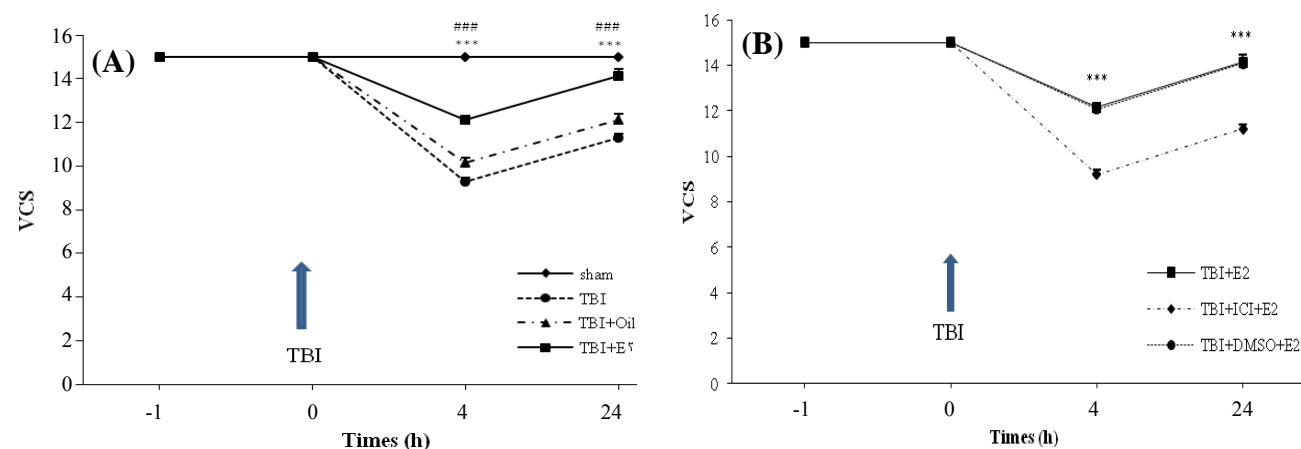 (A)
### ###
*** ***
16
14
12
10
8
6
4
2
0
VCS
TBI
sham
TBI
TBI+Oil
TBI+E۲
-1 0 4 24
Times (h)
(B)
***
***
16
14
12
10
8
6
4
2
0
VCS
TBI
TBI+E2
TBI+ICI+E2
TBI+DMSO+E2
-1 0 4 24
Times (h)